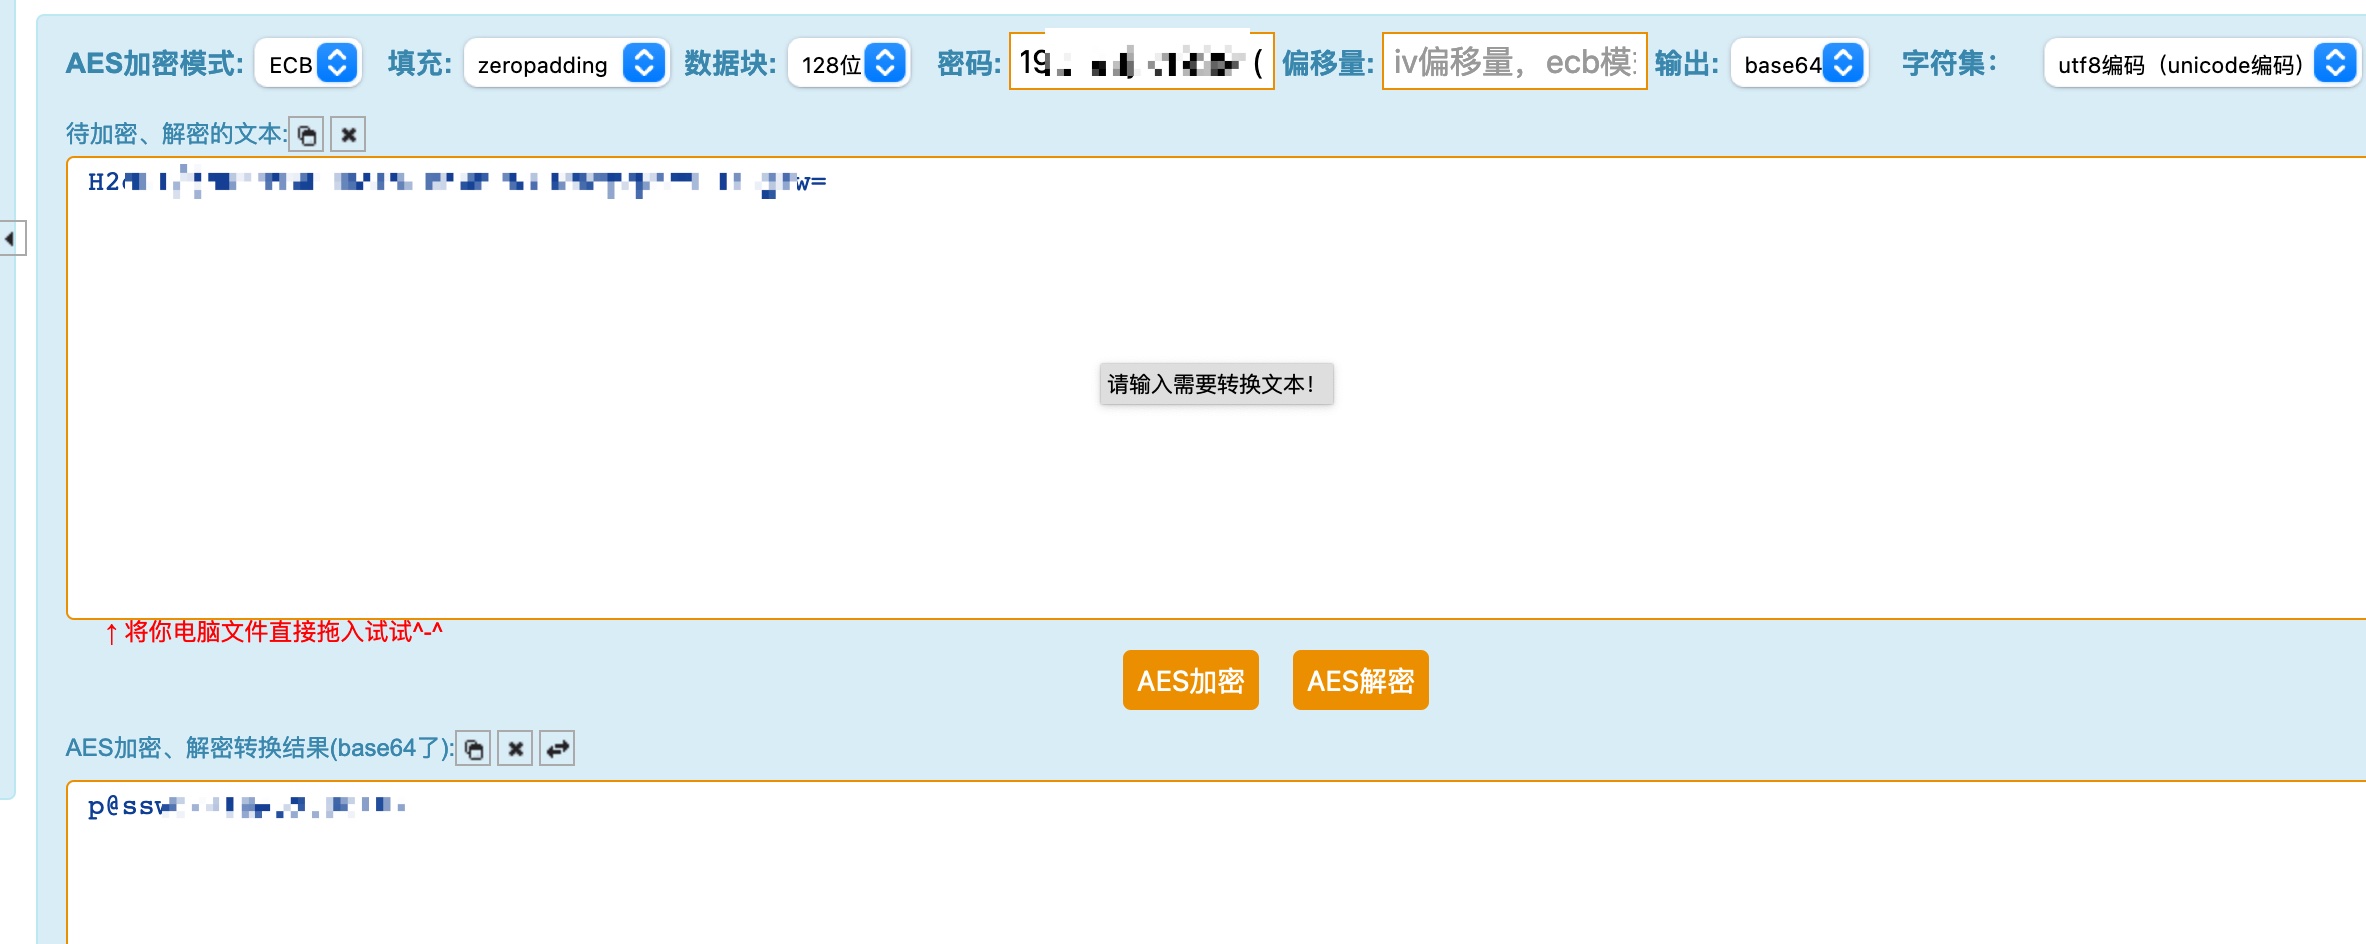 AES加密模式: ECB 填充: zeropadding 数据块: 128位 密码: 19 ( 偏移量: iv偏移量，ecb模 输出: base64 字符集： utf8编码（unicode编码）
待加密、解密的文本:
H2 w=
请输入需要转换文本！
↑ 将你电脑文件直接拖入试试^-^
AES加密 AES解密
AES加密、解密转换结果(base64了):
p@ssw